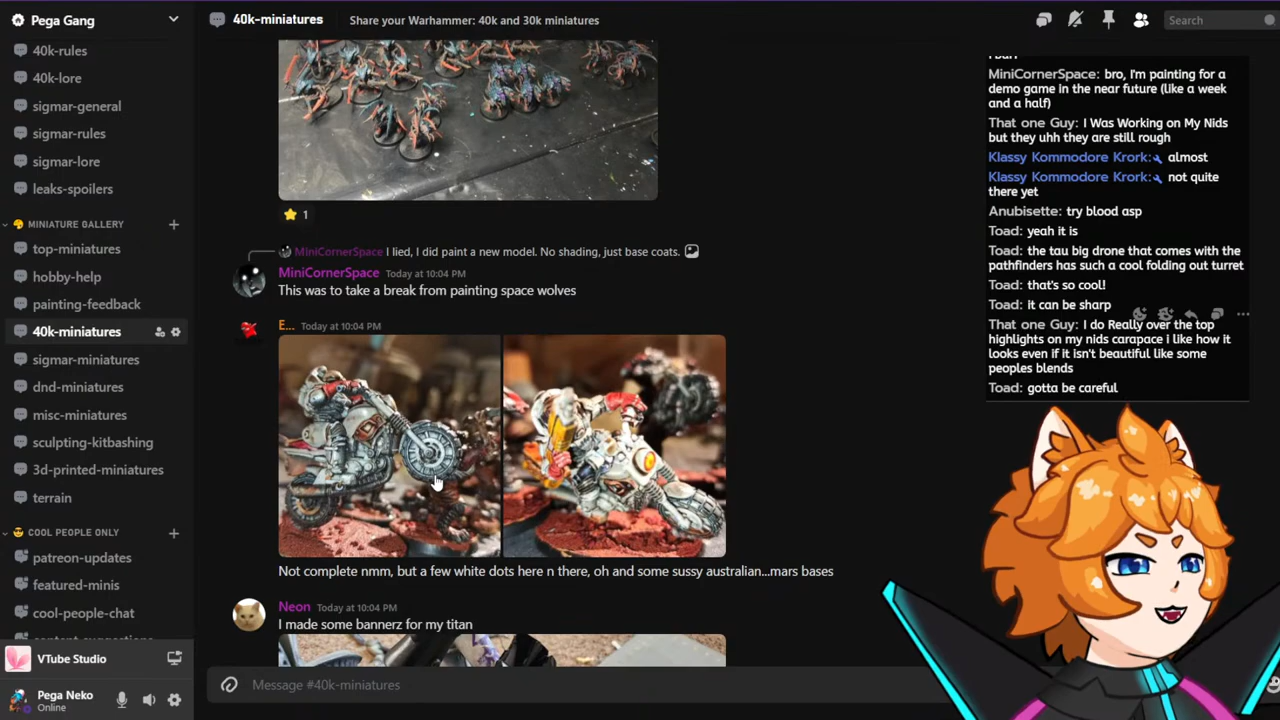 Pega Gang
40k-miniatures
Share your Warhammer: 40k and 30k miniatures
Search
40k-rules
40k-lore
sigmar-general
sigmar-rules
sigmar-lore
leaks-spoilers
MINIATURE GALLERY
top-miniatures
hobby-help
painting-feedback
40k-miniatures
sigmar-miniatures
dnd-miniatures
misc-miniatures
sculpting-kitbashing
3d-printed-miniatures
terrain
COOL PEOPLE ONLY
patreon-updates
featured-minis
cool-people-chat
VTube Studio
Pega Neko
Online
1
MiniCornerSpace I lied, I did paint a new model. No shading, just base coats.
MiniCornerSpace Today at 10:04 PM
This was to take a break from painting space wolves
E... Today at 10:04 PM
Not complete nmm, but a few white dots here n there, oh and some sussy australian...mars bases
Neon Today at 10:04 PM
I made some bannerz for my titan
Message #40k-miniatures
MiniCornerSpace: bro, I'm painting for a
demo game in the near future (like a week
and a half)
That one Guy: I Was Working on My Nids
but they uhh they are still rough
Klassy Kommodore Krork: almost
Klassy Kommodore Krork: not quite
there yet
Anubisette: try blood asp
Toad: yeah it is
Toad: the tau big drone that comes with the
pathfinders has such a cool folding out turret
Toad: that's so cool!
Toad: it can be sharp
That one Guy: I do Really over the top
highlights on my nids carapace i like how it
looks even if it isn't beautiful like some
peoples blends
Toad: gotta be careful